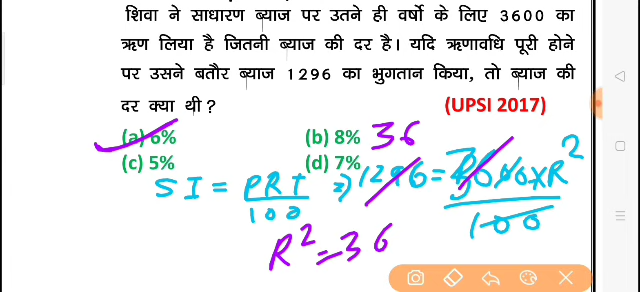 शिवा ने साधारण ब्याज पर उतने ही वर्षो के लिए 3600 का
ऋण लिया है जितनी ब्याज की दर है। यदि ऋणावधि पूरी होने
पर उसने बतौर ब्याज 1296 का भुगतान किया, तो ब्याज की
दर क्या थी ? (UPSI 2017)
(a) 6% (b) 8% 36
(c) 5% (d) 7%
SI = PRT/100 => 1296 = 3600×R²/100
R² = 36